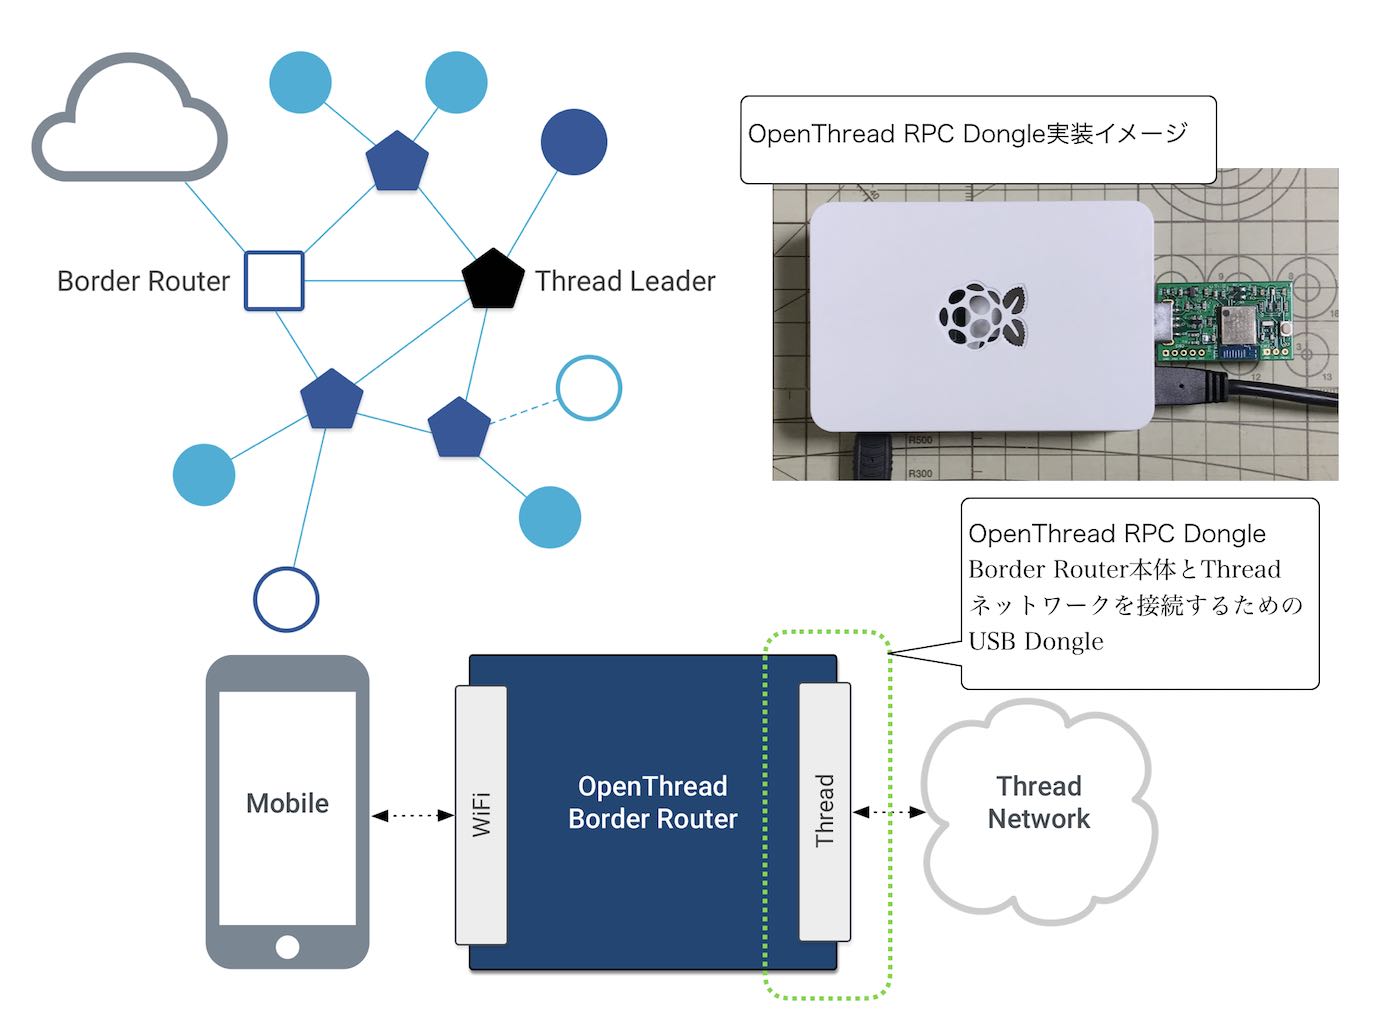 OpenThread RPC Dongle実装イメージ
Border Router
Thread Leader
R500
R300
OpenThread RPC Dongle
Border Router本体とThread
ネットワークを接続するための
USB Dongle
Mobile
WiFi
OpenThread
Border Router
Thread
Thread
Network